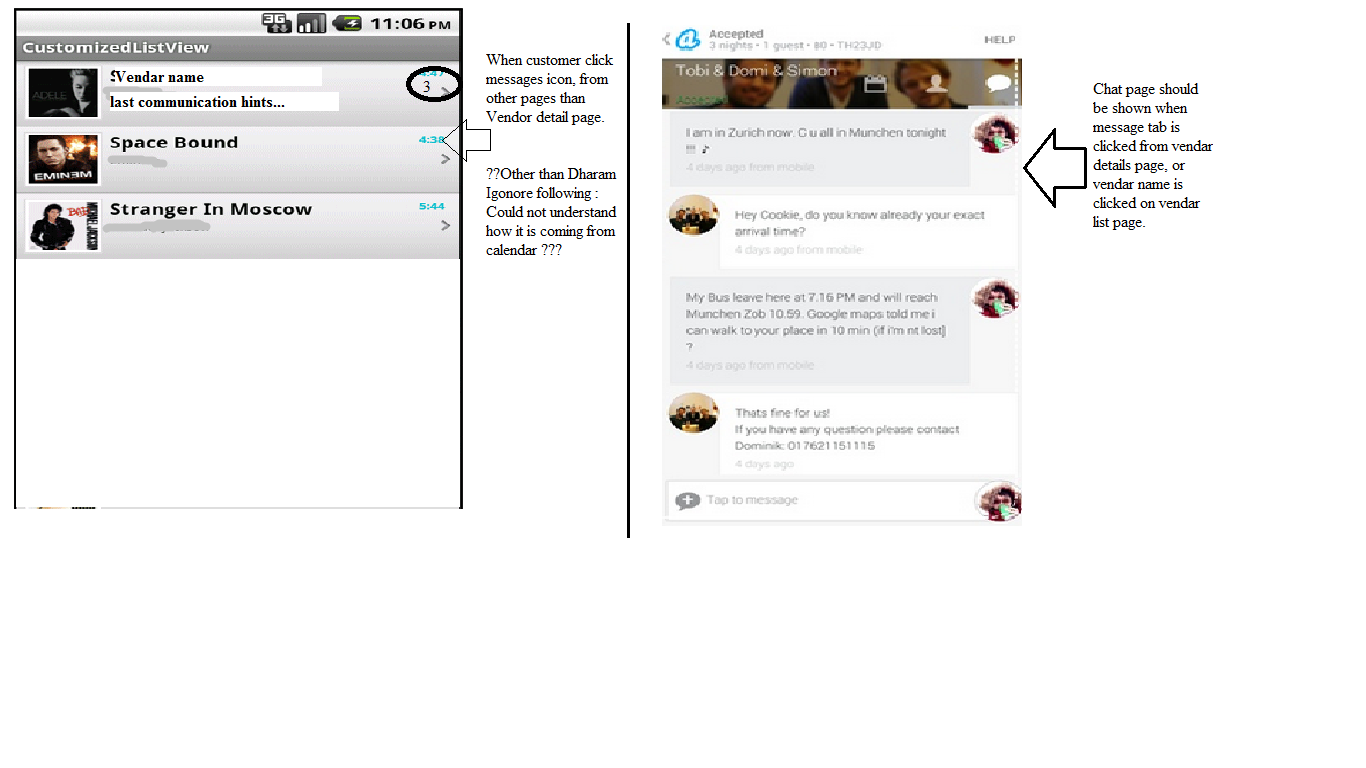 3G
11:06 PM
CustomizedListView
Vendar name
3
last communication hints...
ADELE
Space Bound
4:38
EMINEM
Stranger In Moscow
5:44
BAD
MICHAEL JACKSON
When customer click
messages icon, from
other pages than
Vendor detail page.
??Other than Dharam
Igonore following :
Could not understand
how it is coming from
calendar ???
Accepted
3 nights · 1 guest · 80 · TH23JD
HELP
Tobi & Domi & Simon
Accepted
I am in Zurich now. C u all in Munchen tonight
4 days ago from mobile
Hey Cookie, do you know already your exact
arrival time?
4 days ago from mobile
My Bus leave here at 7.16 PM and will reach
Munchen Zob 10.59. Google maps told me i
can walk to your place in 10 min (if i'm nt lost)
?
4 days ago from mobile
Thats fine for us!
If you have any question please contact
Dominik: 017621151115
4 days ago
Tap to message
Chat page should
be shown when
message tab is
clicked from vendar
details page, or
vendar name is
clicked on vendar
list page.